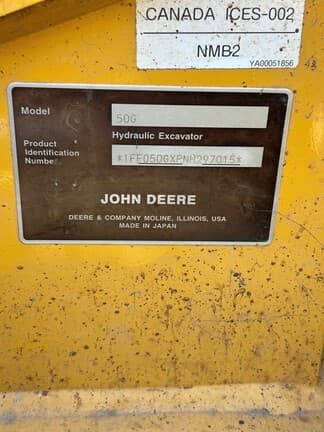 CANADA ICES-002
NMB2
YA00051856
Model
50G
Hydraulic Excavator
Product
Identification
Number
*1FF050GXPNH297015*
JOHN DEERE
DEERE & COMPANY MOLINE, ILLINOIS, USA
MADE IN JAPAN